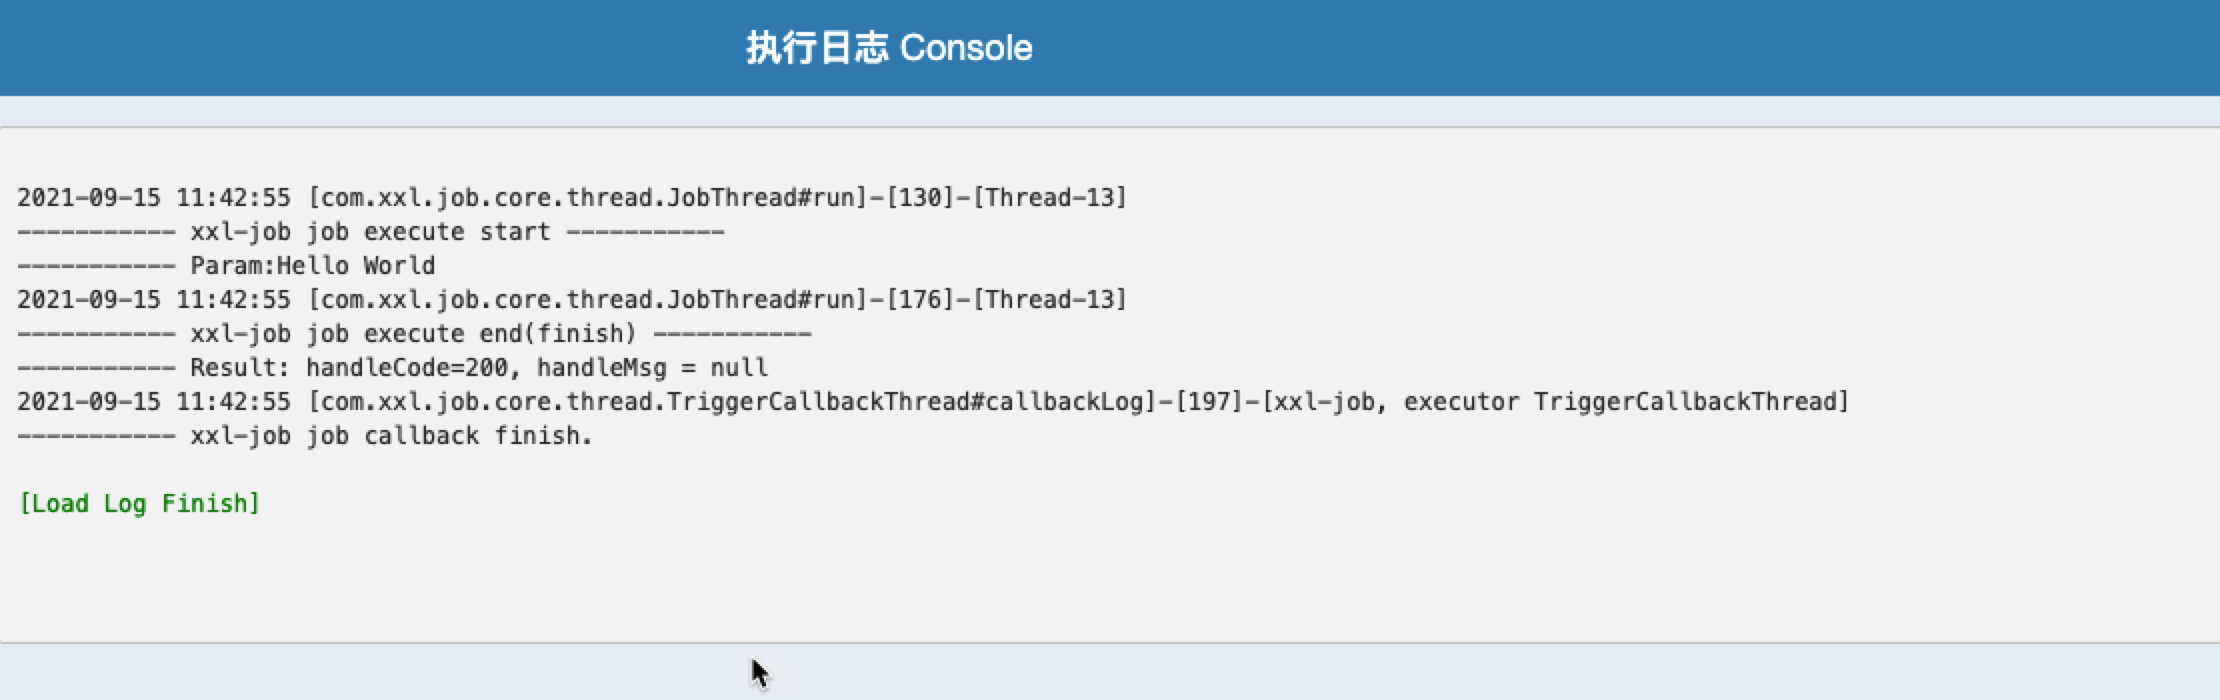 执行日志 Console
2021-09-15 11:42:55 [com.xxl.job.core.thread.JobThread#run]-[130]-[Thread-13]
----------- xxl-job job execute start -----------
----------- Param:Hello World
2021-09-15 11:42:55 [com.xxl.job.core.thread.JobThread#run]-[176]-[Thread-13]
----------- xxl-job job execute end(finish) -----------
----------- Result: handleCode=200, handleMsg = null
2021-09-15 11:42:55 [com.xxl.job.core.thread.TriggerCallbackThread#callbackLog]-[197]-[xxl-job, executor TriggerCallbackThread]
----------- xxl-job job callback finish.
[Load Log Finish]